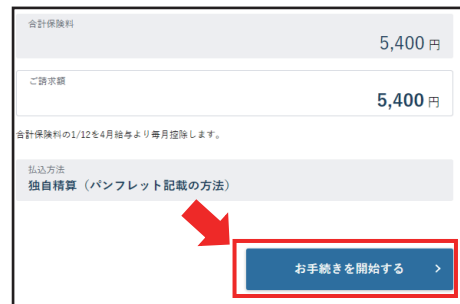 合計保険料
5,400 円
ご請求額
5,400 円
合計保険料の1/12を4月給与より毎月控除します。
払込方法
独自精算（パンフレット記載の方法）
お手続きを開始する